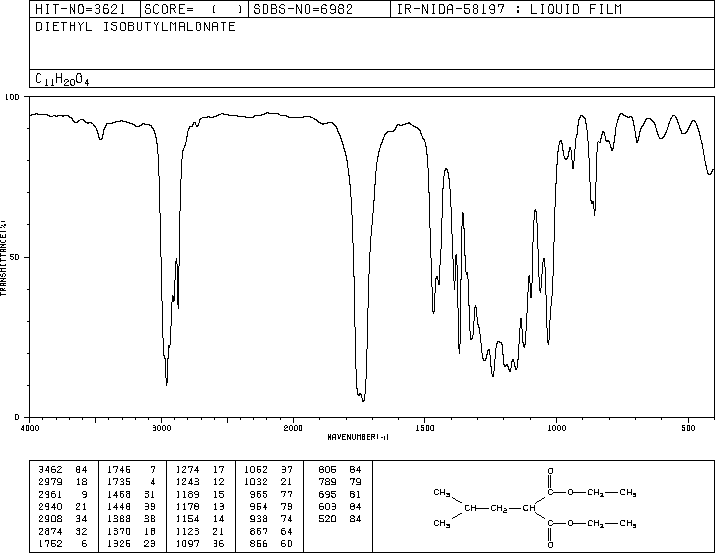 HIT-NO=3621 SCORE= ( ) SDBS-NO=6982 IR-NIDA-58197 : LIQUID FILM
DIETHYL ISOBUTYLMALONATE
C11H20O4
100
TRANSMITTANCE(%)
50
0
4000 3000 2000 1500 1000 500
WAVENUMBER(-1)
3462 84 1746 7 1274 17 1062 37 806 84
2979 18 1735 4 1243 12 1032 21 789 79
2961 9 1468 31 1189 15 965 77 695 81
2940 21 1448 39 1178 13 964 79 603 84
2908 34 1388 38 1154 14 938 74 520 84
2874 32 1370 18 1123 21 867 64
1752 6 1326 23 1097 36 856 60
O
CH3 C—O—CH2—CH3
CH—CH2—CH
CH3 C—O—CH2—CH3
O